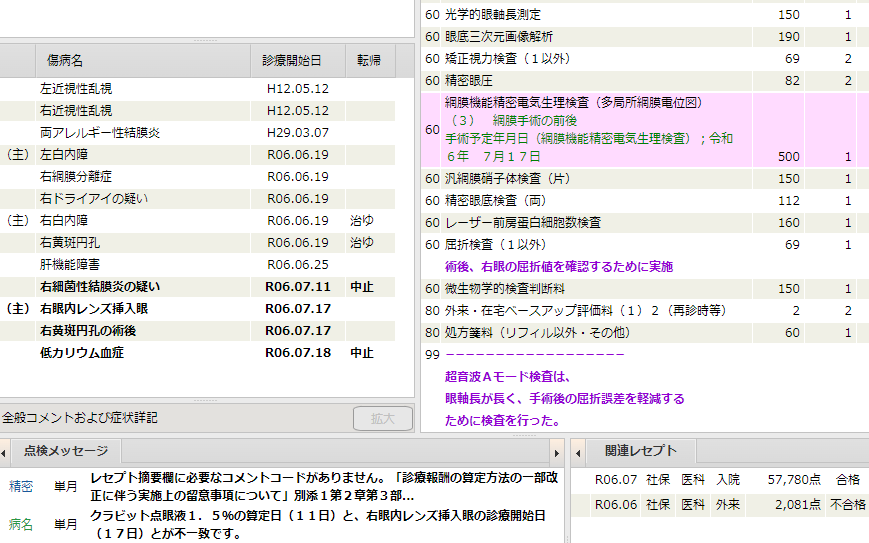 傷病名 診療開始日 転帰
左近視性乱視 H12.05.12
右近視性乱視 H12.05.12
両アレルギー性結膜炎 H29.03.07
（主） 左白内障 R06.06.19
右網膜分離症 R06.06.19
右ドライアイの疑い R06.06.19
（主） 右白内障 R06.06.19 治ゆ
右黄斑円孔 R06.06.19 治ゆ
肝機能障害 R06.06.25
右細菌性結膜炎の疑い R06.07.11 中止
（主） 右眼内レンズ挿入眼 R06.07.17
右黄斑円孔の術後 R06.07.17
低カリウム血症 R06.07.18 中止
全般コメントおよび症状詳記 拡大
60 光学的眼軸長測定 150 1
60 眼底三次元画像解析 190 1
60 矯正視力検査（１以外） 69 2
60 精密眼圧 82 2
60 網膜機能精密電気生理検査（多局所網膜電位図）
（３） 網膜手術の前後
手術予定年月日（網膜機能精密電気生理検査）；令和
６年 ７月１７日 500 1
60 汎網膜硝子体検査（片） 150 1
60 精密眼底検査（両） 112 1
60 レーザー前房蛋白細胞数検査 160 1
60 屈折検査（１以外） 69 1
術後、右眼の屈折値を確認するために実施
60 微生物学的検査判断料 150 1
80 外来・在宅ベースアップ評価料（１）２（再診時等） 2 2
80 処方箋料（リフィル以外・その他） 60 1
99 －－－－－－－－－－－－－－－－－－
超音波Ａモード検査は、
眼軸長が長く、手術後の屈折誤差を軽減する
ために検査を行った。
点検メッセージ
精密 単月 レセプト摘要欄に必要なコメントコードがありません。「診療報酬の算定方法の一部改
正に伴う実施上の留意事項について」別添１第２章第３部...
病名 単月 クラビット点眼液１．５％の算定日（１１日）と、右眼内レンズ挿入眼の診療開始日
（１７日）とが不一致です。
関連レセプト
R06.07 社保 医科 入院 57,780点 合格
R06.06 社保 医科 外来 2,081点 不合格